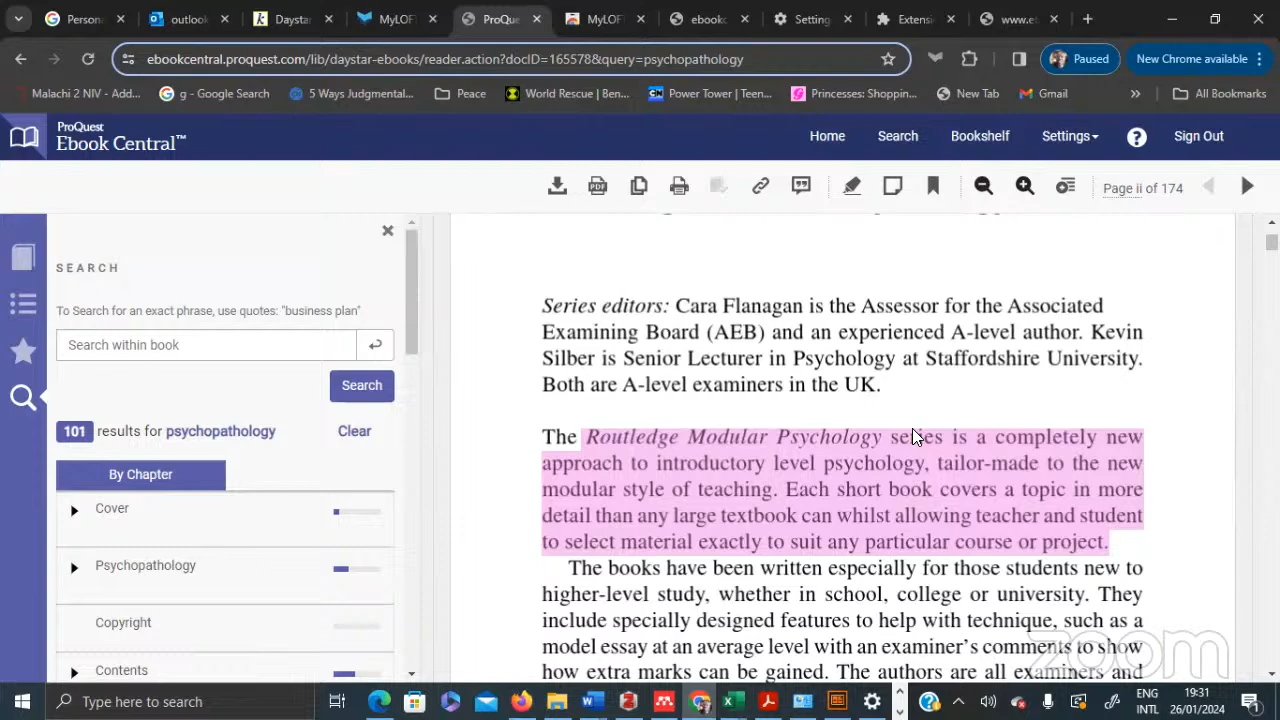 Persona
outlook
Daystar
MyLOF
ProQue
MyLOFT
ebook
Setting
Extens
www.et
ebookcentral.proquest.com/lib/daystar-ebooks/reader.action?docID=165578&query=psychopathology
Paused
New Chrome available
Malachi 2 NIV - Add...
g - Google Search
5 Ways Judgmental...
Peace
World Rescue | Ben...
Power Tower | Teen...
Princesses: Shoppin...
New Tab
Gmail
»
All Bookmarks
ProQuest
Ebook Central™
Home
Search
Bookshelf
Settings
Sign Out
PDF
Page ii of 174
SEARCH
To Search for an exact phrase, use quotes: "business plan"
Search within book
Search
101 results for psychopathology
Clear
By Chapter
Cover
Psychopathology
Copyright
Contents
Series editors: Cara Flanagan is the Assessor for the Associated
Examining Board (AEB) and an experienced A-level author. Kevin
Silber is Senior Lecturer in Psychology at Staffordshire University.
Both are A-level examiners in the UK.
The Routledge Modular Psychology series is a completely new
approach to introductory level psychology, tailor-made to the new
modular style of teaching. Each short book covers a topic in more
detail than any large textbook can whilst allowing teacher and student
to select material exactly to suit any particular course or project.
The books have been written especially for those students new to
higher-level study, whether in school, college or university. They
include specially designed features to help with technique, such as a
model essay at an average level with an examiner's comments to show
how extra marks can be gained. The authors are all examiners and
zoom
Type here to search
ENG
INTL
19:31
26/01/2024